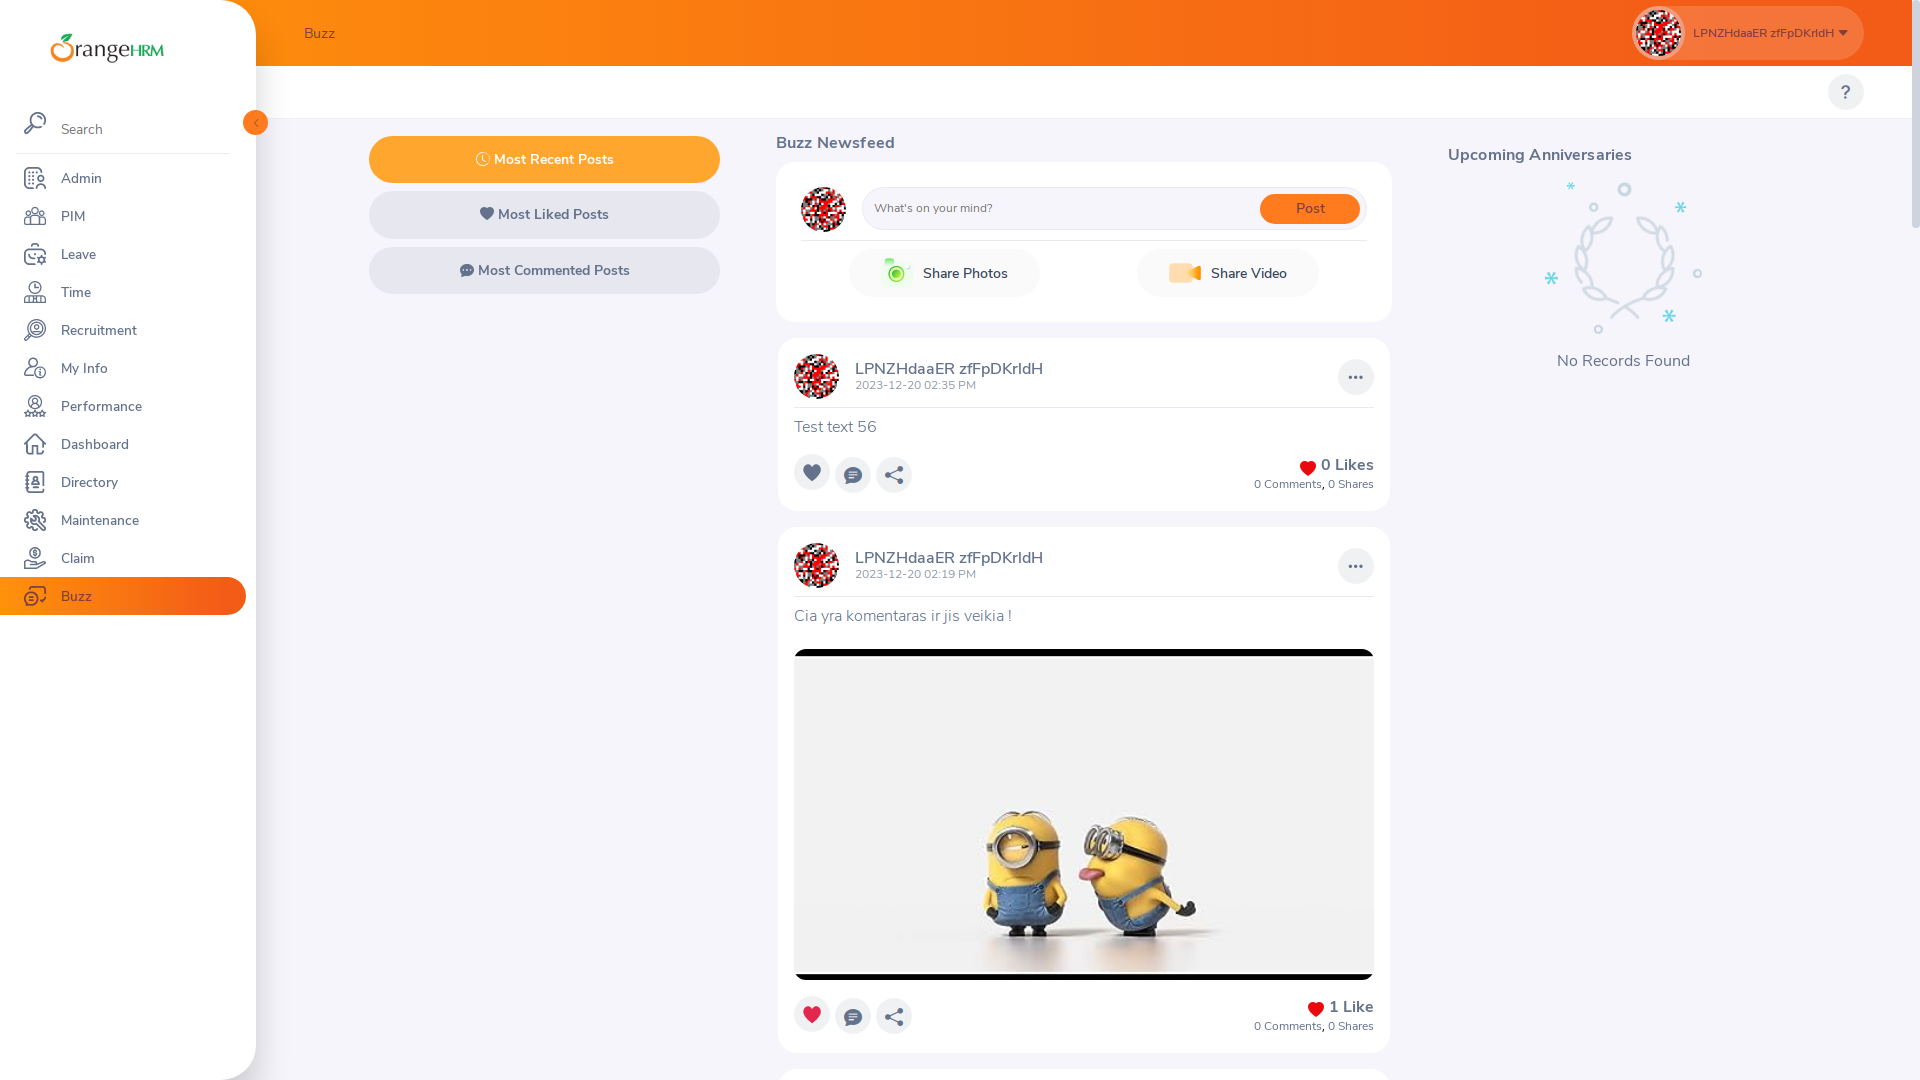 OrangeHRM
Search
Admin
PIM
Leave
Time
Recruitment
My Info
Performance
Dashboard
Directory
Maintenance
Claim
Buzz
Buzz
LPNZHdaaER zfFpDKrIdH
?
Most Recent Posts
Most Liked Posts
Most Commented Posts
Buzz Newsfeed
What's on your mind?
Post
Share Photos
Share Video
LPNZHdaaER zfFpDKrIdH
2023-12-20 02:35 PM
Test text 56
0 Likes
0 Comments, 0 Shares
LPNZHdaaER zfFpDKrIdH
2023-12-20 02:19 PM
Cia yra komentaras ir jis veikia !
1 Like
0 Comments, 0 Shares
Upcoming Anniversaries
No Records Found